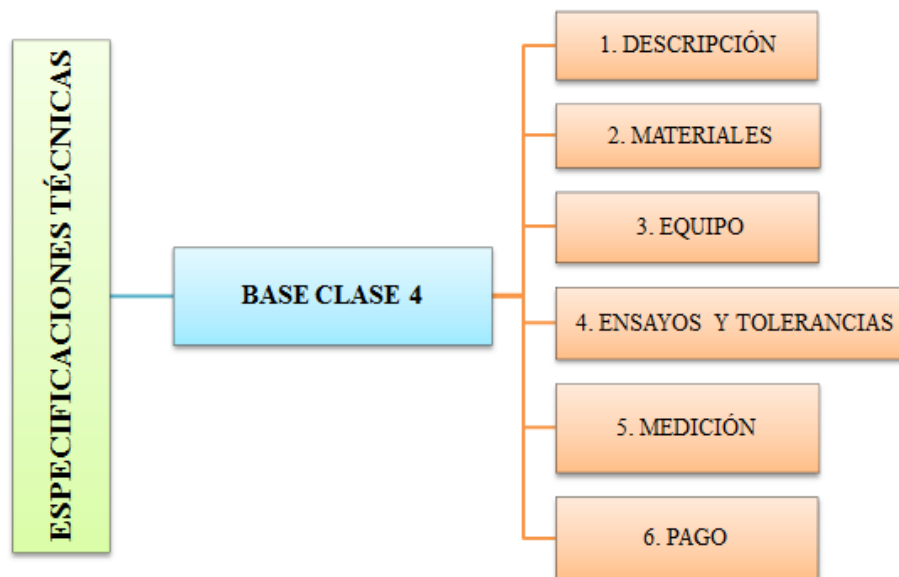 ESPECIFICACIONES TÉCNICAS
BASE CLASE 4
1. DESCRIPCIÓN
2. MATERIALES
3. EQUIPO
4. ENSAYOS Y TOLERANCIAS
5. MEDICIÓN
6. PAGO